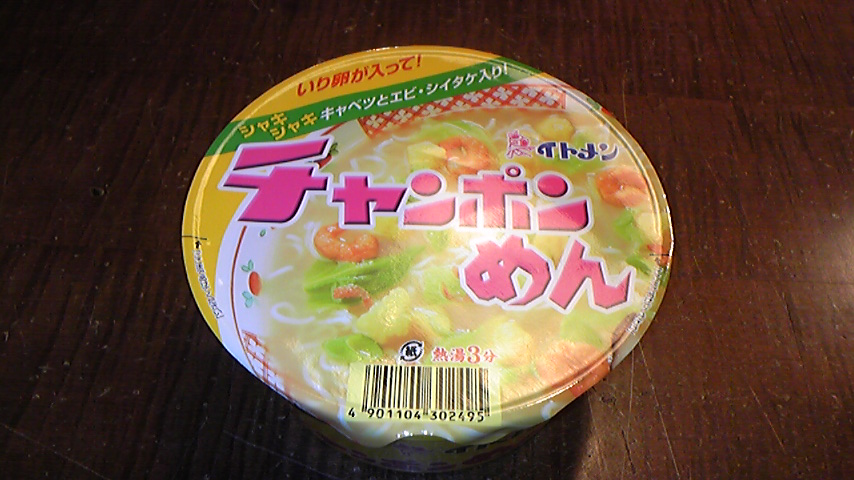 いり卵が入って!
シャキ
シャキ
キャベツとエビ・シイタケ入り!
イトメン
チャンポン
めん
紙
熱湯3分
4 901104 302495